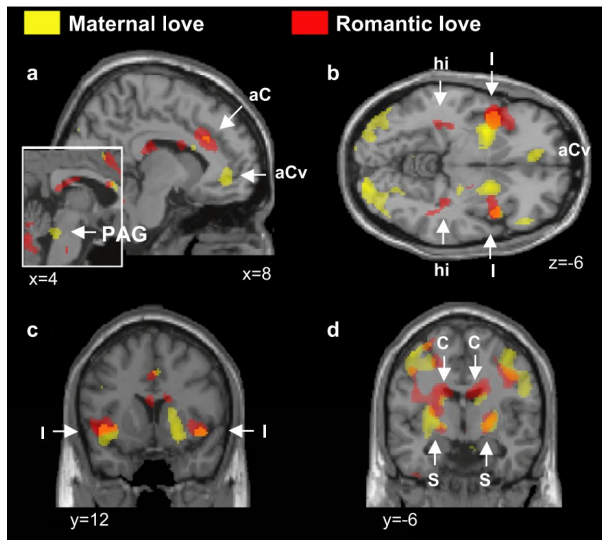 Maternal love
Romantic love
a
aC
aCv
PAG
x=4
x=8
b
hi
I
aCv
hi
I
z=-6
c
I
I
y=12
d
C
C
S
S
y=-6